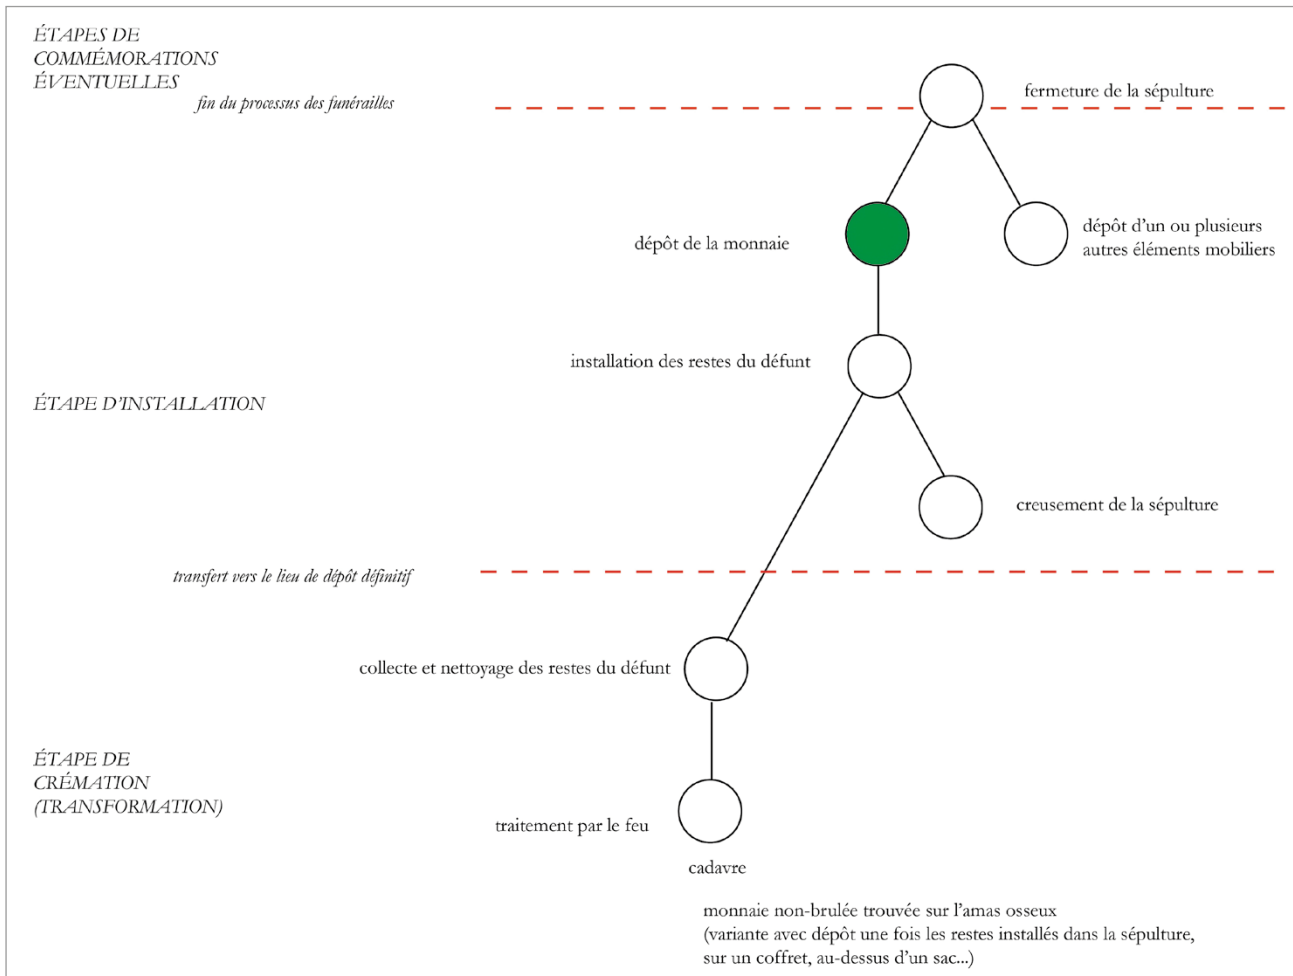 ÉTAPES DE
COMMÉMORATIONS
ÉVENTUELLES
fin du processus des funérailles
fermeture de la sépulture
dépôt de la monnaie
dépôt d'un ou plusieurs
autres éléments mobiliers
installation des restes du défunt
ÉTAPE D'INSTALLATION
creusement de la sépulture
transfert vers le lieu de dépôt définitif
collecte et nettoyage des restes du défunt
ÉTAPE DE
CRÉMATION
(TRANSFORMATION)
traitement par le feu
cadavre
monnaie non-brulée trouvée sur l'amas osseux
(variante avec dépôt une fois les restes installés dans la sépulture,
sur un coffret, au-dessus d'un sac...)